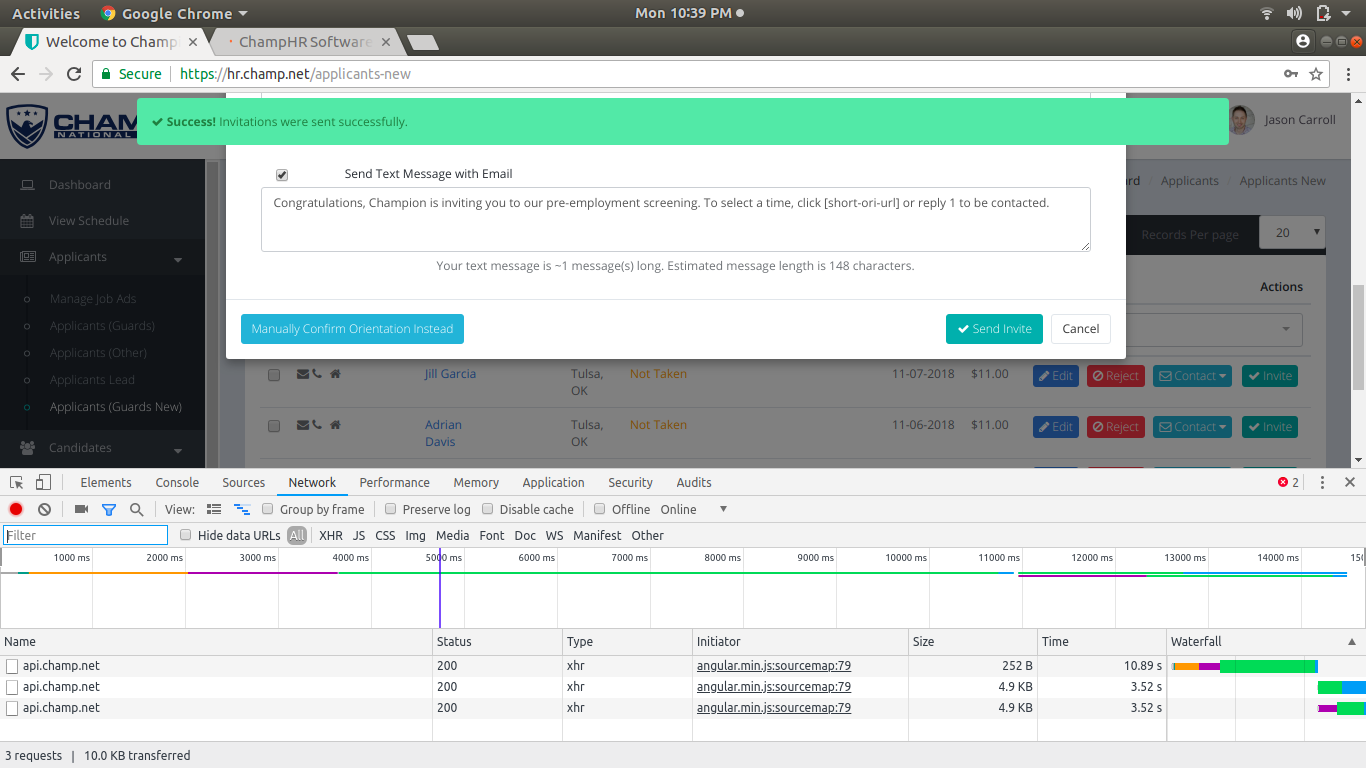 Activities Google Chrome Mon 10:39 PM
Welcome to Champ ChampHR Software
Secure https://hr.champ.net/applicants-new
CHAM
NATIONAL
Success! Invitations were sent successfully.
Jason Carroll
Dashboard
View Schedule
Applicants
Manage Job Ads
Applicants (Guards)
Applicants (Other)
Applicants Lead
Applicants (Guards New)
Candidates
Send Text Message with Email
Congratulations, Champion is inviting you to our pre-employment screening. To select a time, click [short-ori-url] or reply 1 to be contacted.
Your text message is ~1 message(s) long. Estimated message length is 148 characters.
Manually Confirm Orientation Instead Send Invite Cancel
rd / Applicants / Applicants New
Records Per page 20
Actions
Jill Garcia Tulsa, OK Not Taken 11-07-2018 $11.00 Edit Reject Contact Invite
Adrian Davis Tulsa, OK Not Taken 11-06-2018 $11.00 Edit Reject Contact Invite
Elements Console Sources Network Performance Memory Application Security Audits 2
View: Group by frame Preserve log Disable cache Offline Online
Filter Hide data URLs All XHR JS CSS Img Media Font Doc WS Manifest Other
1000 ms 2000 ms 3000 ms 4000 ms 5000 ms 6000 ms 7000 ms 8000 ms 9000 ms 10000 ms 11000 ms 12000 ms 13000 ms 14000 ms 150
Name Status Type Initiator Size Time Waterfall
api.champ.net 200 xhr angular.min.js:sourcemap:79 252 B 10.89 s
api.champ.net 200 xhr angular.min.js:sourcemap:79 4.9 KB 3.52 s
api.champ.net 200 xhr angular.min.js:sourcemap:79 4.9 KB 3.52 s
3 requests | 10.0 KB transferred